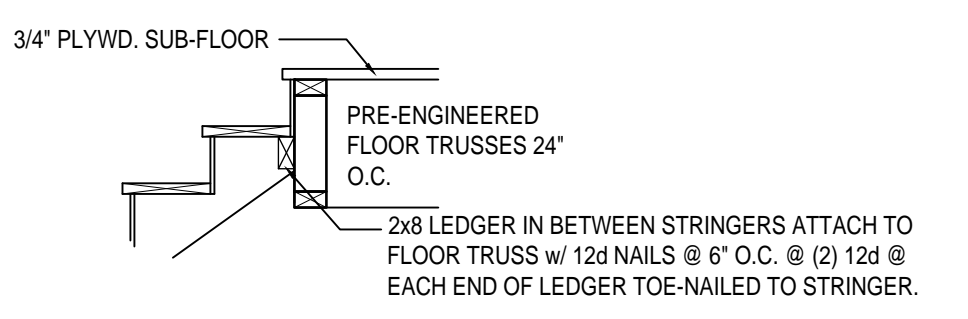 3/4" PLYWD. SUB-FLOOR
PRE-ENGINEERED
FLOOR TRUSSES 24"
O.C.
2x8 LEDGER IN BETWEEN STRINGERS ATTACH TO
FLOOR TRUSS w/ 12d NAILS @ 6" O.C. @ (2) 12d @
EACH END OF LEDGER TOE-NAILED TO STRINGER.